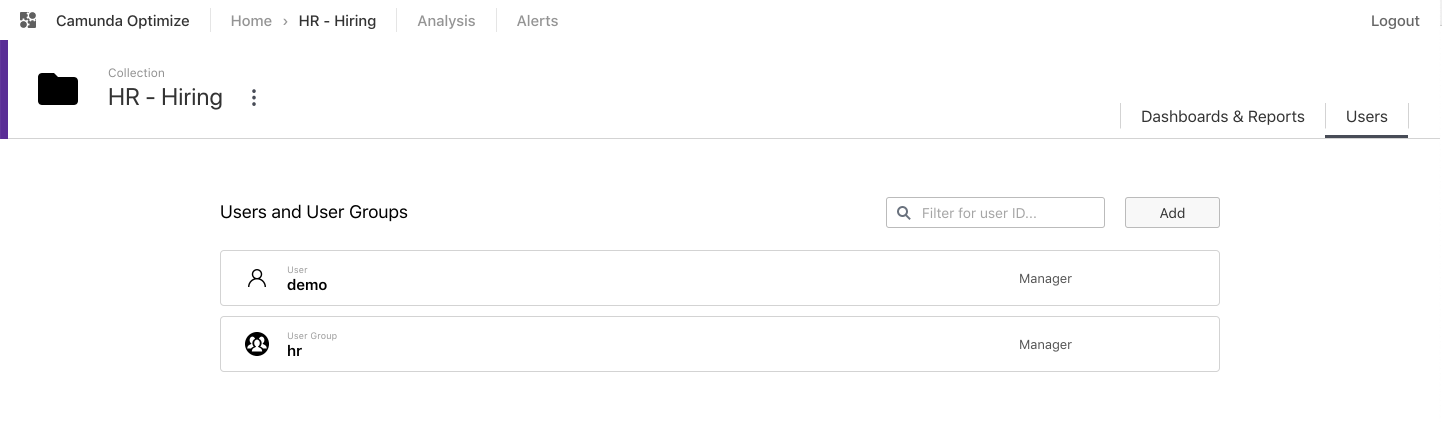 Camunda Optimize Home › HR - Hiring Analysis Alerts Logout
Collection
HR - Hiring
Dashboards & Reports Users
Users and User Groups Filter for user ID... Add
User
demo Manager
User Group
hr Manager